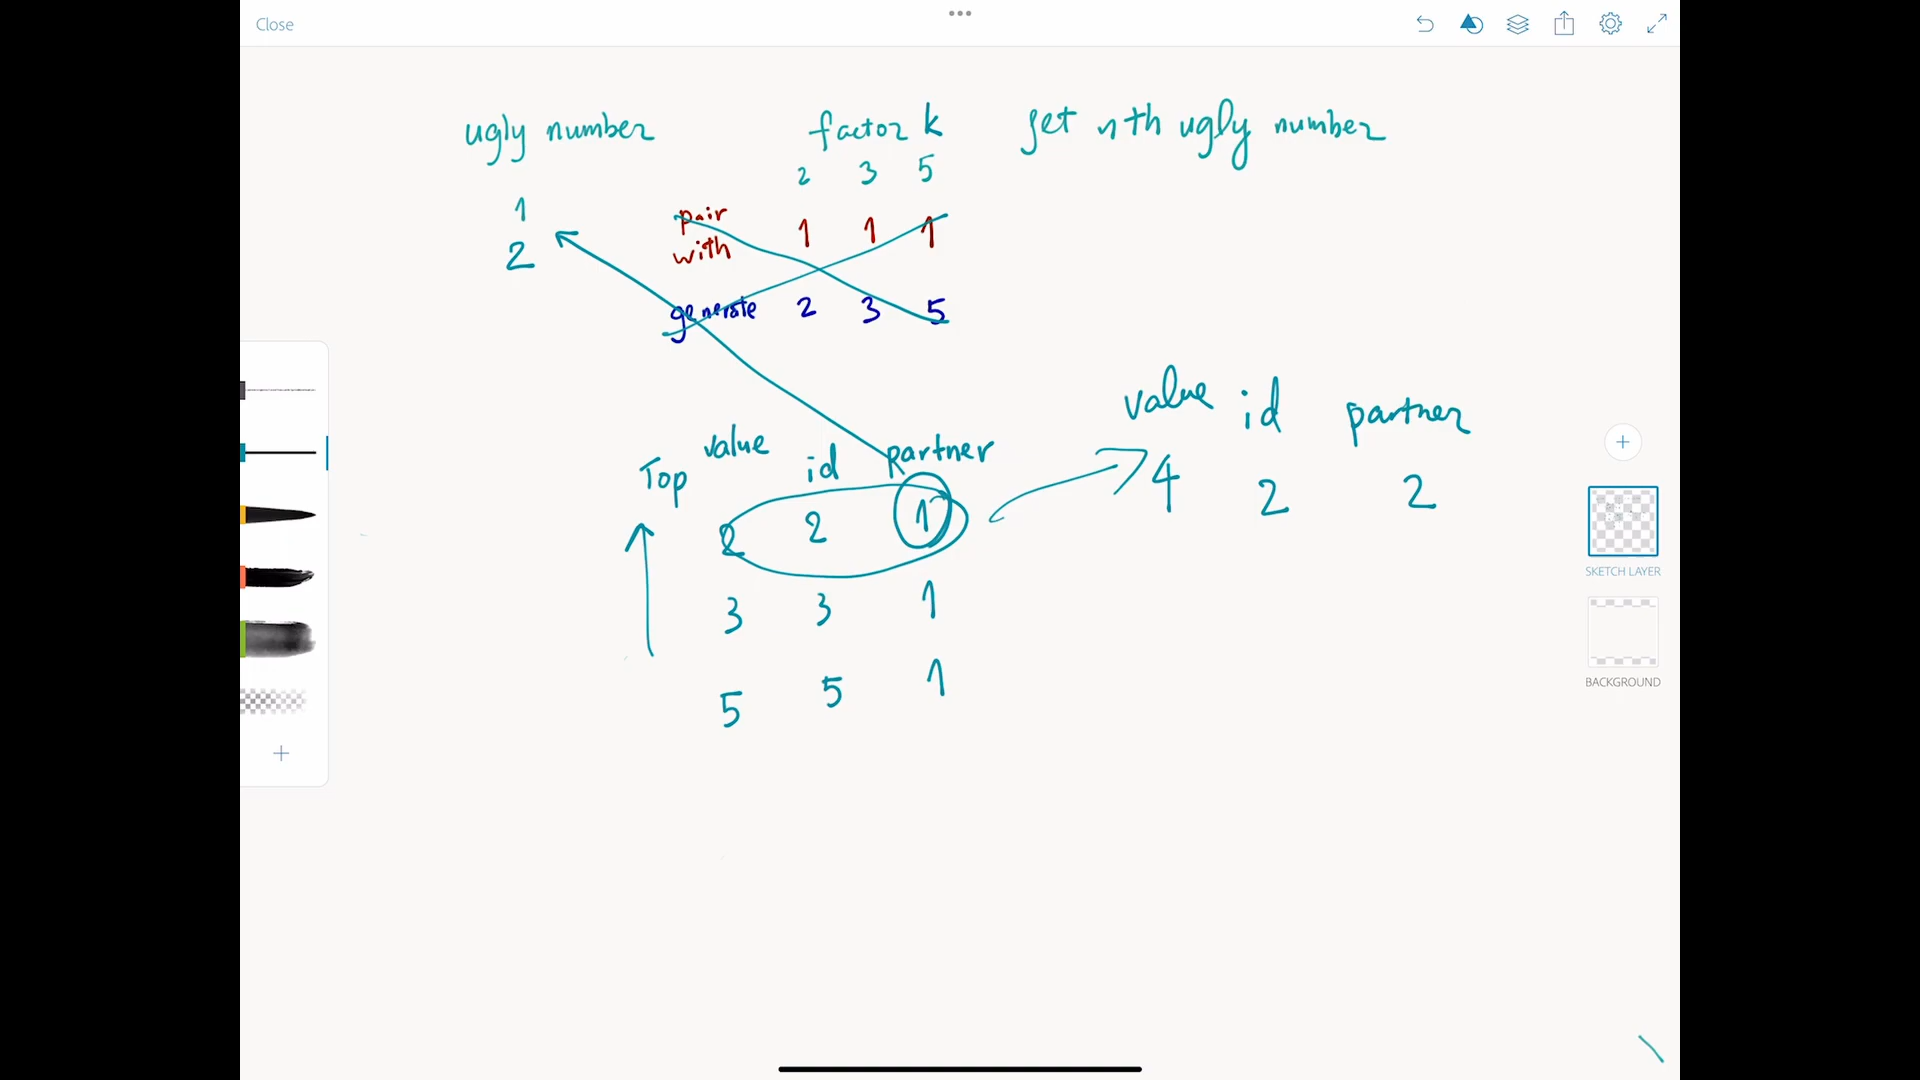 Close
ugly number factor k get nth ugly number
2 3 5
1 pair with 1 1 1
2
generate 2 3 5
value id partner
4 2 2
Top value id partner
2 2 1
3 3 1
5 5 1
SKETCH LAYER
BACKGROUND